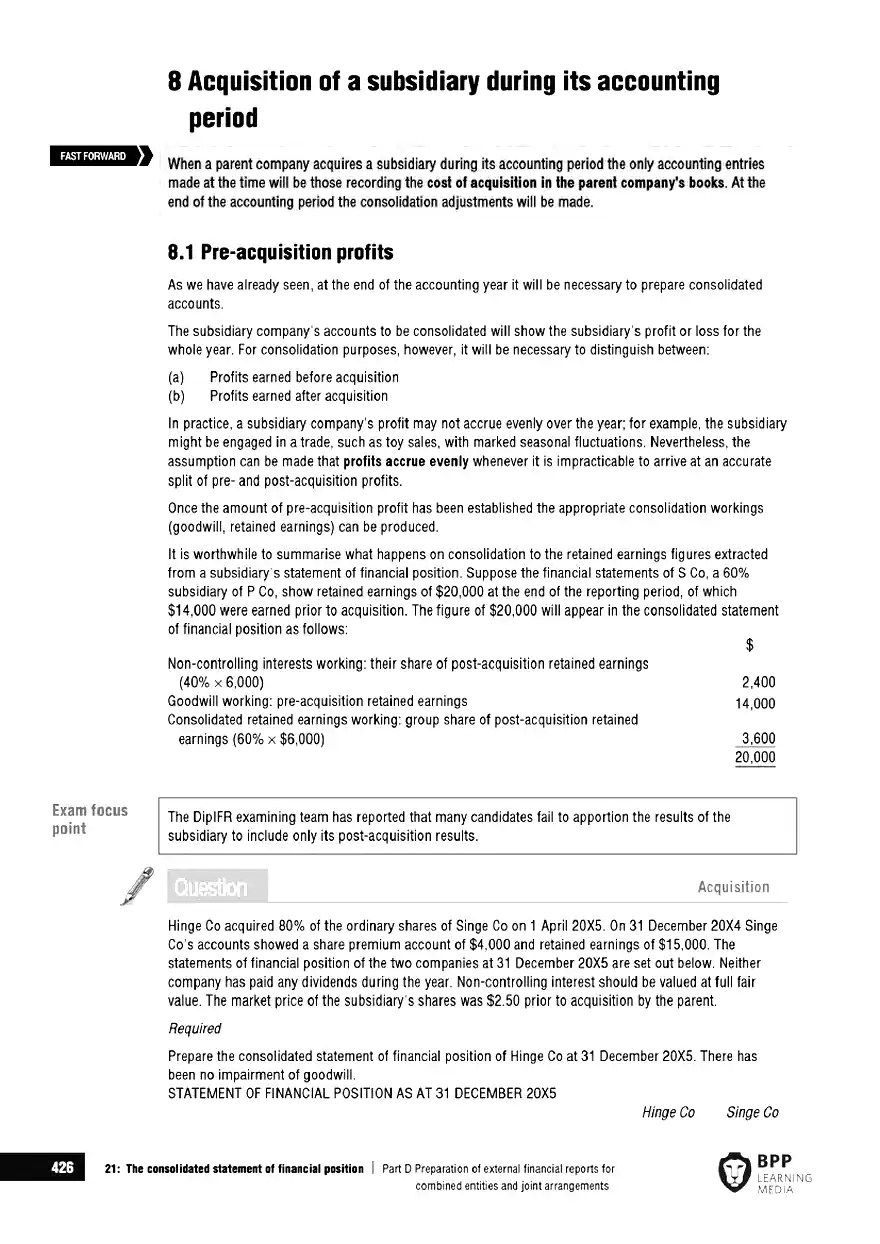 8 Acquisition of a subsidiary during its accounting
period
FAST FORWARD
When a parent company acquires a subsidiary during its accounting period the only accounting entries
made at the time will be those recording the cost of acquisition in the parent company's books. At the
end of the accounting period the consolidation adjustments will be made.
8.1 Pre-acquisition profits
As we have already seen, at the end of the accounting year it will be necessary to prepare consolidated
accounts.
The subsidiary company's accounts to be consolidated will show the subsidiary's profit or loss for the
whole year. For consolidation purposes, however, it will be necessary to distinguish between:
(a) Profits earned before acquisition
(b) Profits earned after acquisition
In practice, a subsidiary company's profit may not accrue evenly over the year; for example, the subsidiary
might be engaged in a trade, such as toy sales, with marked seasonal fluctuations. Nevertheless, the
assumption can be made that profits accrue evenly whenever it is impracticable to arrive at an accurate
split of pre- and post-acquisition profits.
Once the amount of pre-acquisition profit has been established the appropriate consolidation workings
(goodwill, retained earnings) can be produced.
It is worthwhile to summarise what happens on consolidation to the retained earnings figures extracted
from a subsidiary's statement of financial position. Suppose the financial statements of S Co, a 60%
subsidiary of P Co, show retained earnings of $20,000 at the end of the reporting period, of which
$14,000 were earned prior to acquisition. The figure of $20,000 will appear in the consolidated statement
of financial position as follows:
$
Non-controlling interests working: their share of post-acquisition retained earnings
(40% × 6,000) 2,400
Goodwill working: pre-acquisition retained earnings 14,000
Consolidated retained earnings working: group share of post-acquisition retained
earnings (60% × $6,000) 3,600
20,000
Exam focus
point
The DipIFR examining team has reported that many candidates fail to apportion the results of the
subsidiary to include only its post-acquisition results.
Question Acquisition
Hinge Co acquired 80% of the ordinary shares of Singe Co on 1 April 20X5. On 31 December 20X4 Singe
Co's accounts showed a share premium account of $4,000 and retained earnings of $15,000. The
statements of financial position of the two companies at 31 December 20X5 are set out below. Neither
company has paid any dividends during the year. Non-controlling interest should be valued at full fair
value. The market price of the subsidiary's shares was $2.50 prior to acquisition by the parent.
Required
Prepare the consolidated statement of financial position of Hinge Co at 31 December 20X5. There has
been no impairment of goodwill.
STATEMENT OF FINANCIAL POSITION AS AT 31 DECEMBER 20X5
Hinge Co Singe Co
426 21: The consolidated statement of financial position | Part D Preparation of external financial reports for
combined entities and joint arrangements
BPP
LEARNING
MEDIA